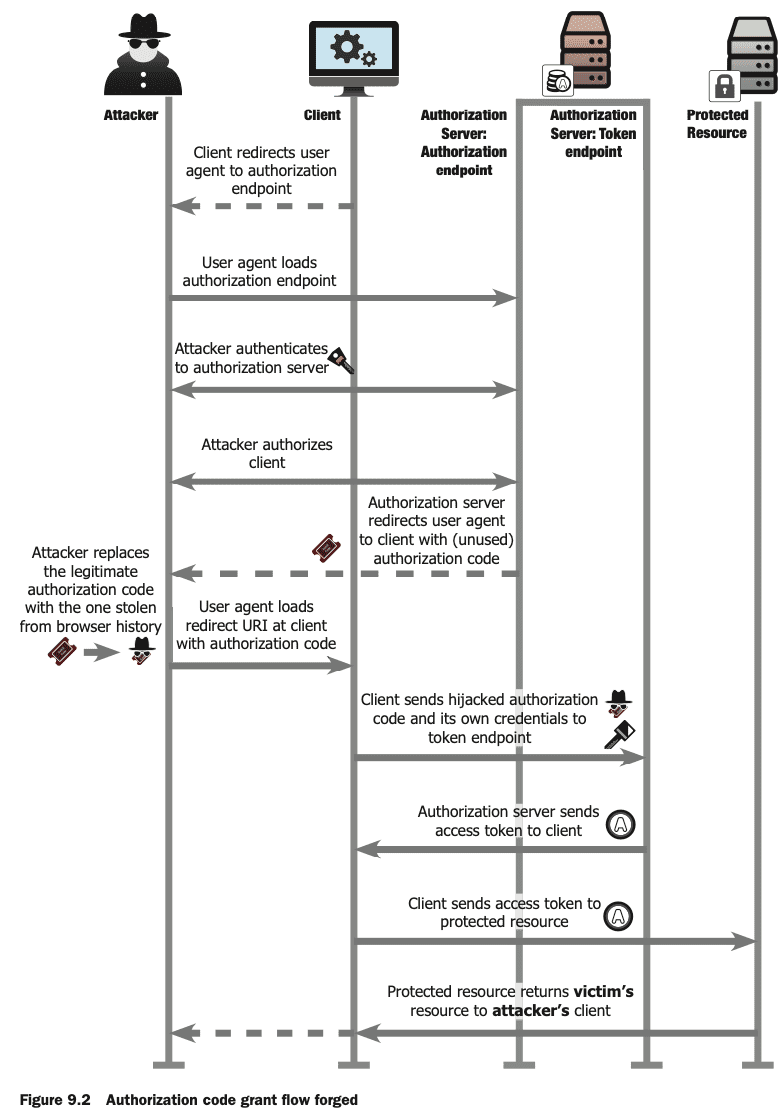 Attacker
Client
Authorization
Server:
Authorization
endpoint
Authorization
Server: Token
endpoint
Protected
Resource
Client redirects user
agent to authorization
endpoint
User agent loads
authorization endpoint
Attacker authenticates
to authorization server
Attacker authorizes
client
Authorization server
redirects user agent
to client with (unused)
authorization code
Attacker replaces
the legitimate
authorization code
with the one stolen
from browser history
User agent loads
redirect URI at client
with authorization code
Client sends hijacked authorization
code and its own credentials to
token endpoint
Authorization server sends
access token to client
A
Client sends access token to
protected resource
A
Protected resource returns victim's
resource to attacker's client
Figure 9.2 Authorization code grant flow forged